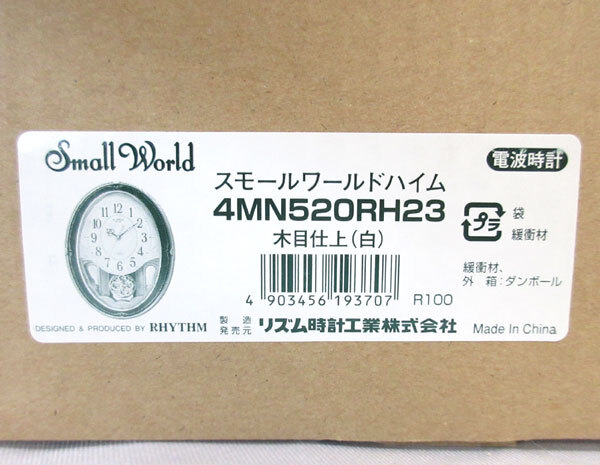 Small World
電波時計
スモールワールドハイム
4MN520RH23
木目仕上(白)
プラ
袋
緩衝材
緩衝材、
外 箱:ダンボール
4 903456 193707
R100
DESIGNED & PRODUCED BY RHYTHM
製造
発売元
リズム時計工業株式会社
Made In China